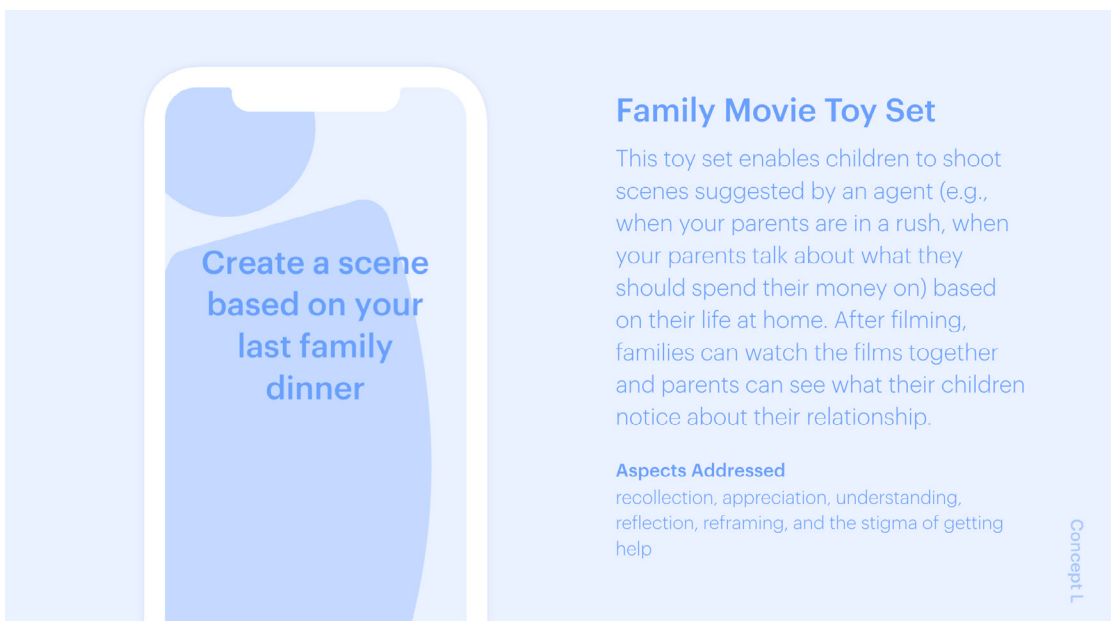 Create a scene
based on your
last family
dinner
Family Movie Toy Set
This toy set enables children to shoot
scenes suggested by an agent (e.g.,
when your parents are in a rush, when
your parents talk about what they
should spend their money on) based
on their life at home. After filming,
families can watch the films together
and parents can see what their children
notice about their relationship.
Aspects Addressed
recollection, appreciation, understanding,
reflection, reframing, and the stigma of getting
help
Concept L